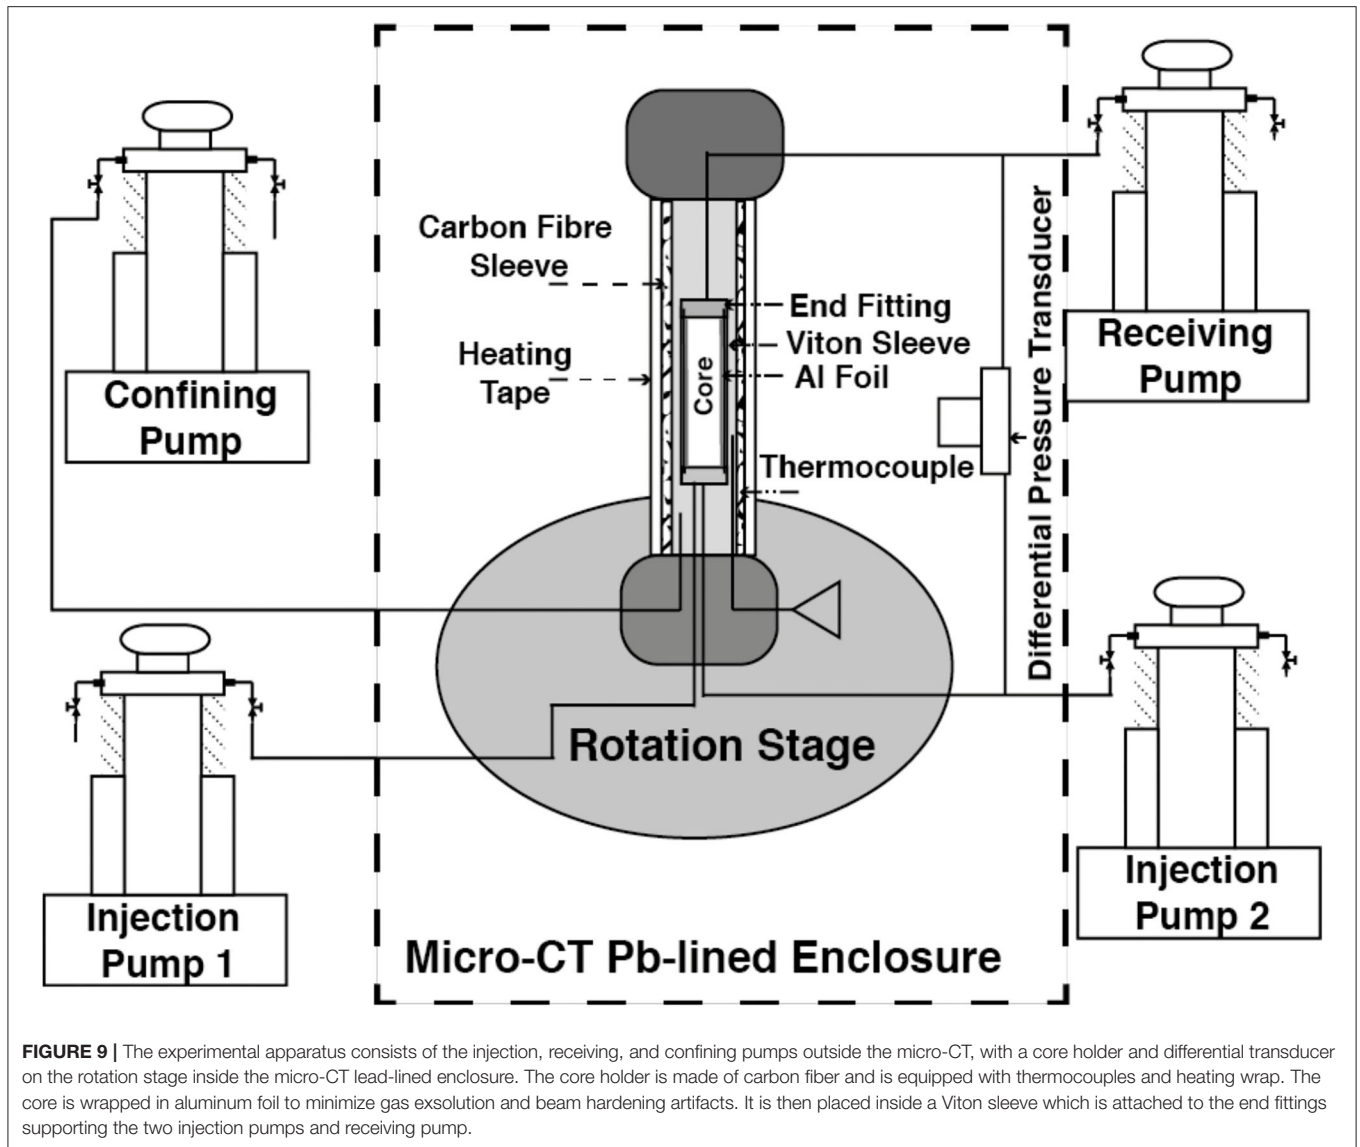 Confining
Pump
Carbon Fibre
Sleeve
Heating
Tape
End Fitting
Viton Sleeve
Al Foil
Core
Thermocouple
Differential Pressure Transducer
Receiving
Pump
Injection
Pump 1
Rotation Stage
Injection
Pump 2
Micro-CT Pb-lined Enclosure
FIGURE 9 | The experimental apparatus consists of the injection, receiving, and confining pumps outside the micro-CT, with a core holder and differential transducer
on the rotation stage inside the micro-CT lead-lined enclosure. The core holder is made of carbon fiber and is equipped with thermocouples and heating wrap. The
core is wrapped in aluminum foil to minimize gas exsolution and beam hardening artifacts. It is then placed inside a Viton sleeve which is attached to the end fittings
supporting the two injection pumps and receiving pump.